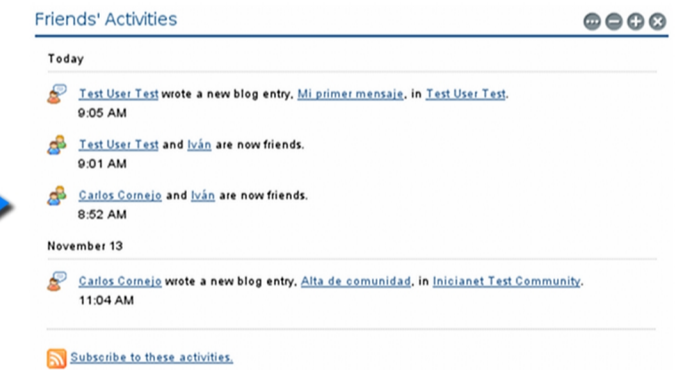 Friends' Activities
Today
Test User Test wrote a new blog entry, Mi primer mensaje, in Test User Test.
9:05 AM
Test User Test and Iván are now friends.
9:01 AM
Carlos Cornejo and Iván are now friends.
8:52 AM
November 13
Carlos Cornejo wrote a new blog entry, Alta de comunidad, in Inicianet Test Community.
11:04 AM
Subscribe to these activities.